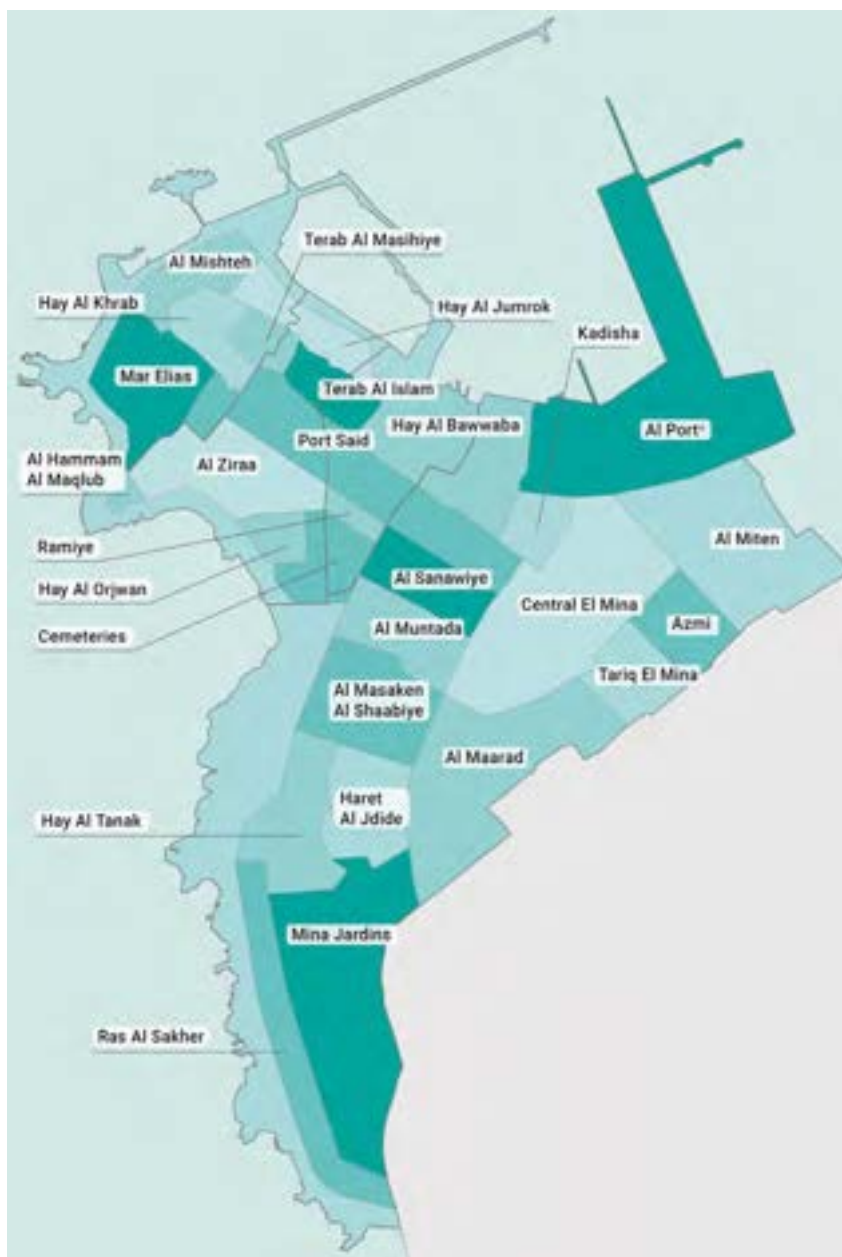 Terab Al Masihiye
Al Mishteh
Hay Al Khrab
Hay Al Jumrok
Kadisha
Mar Elias
Terab Al Islam
Hay Al Bawwaba
Al Port*
Port Said
Al Hammam
Al Maqlub
Al Ziraa
Ramiye
Al Miten
Hay Al Orjwan
Al Sanawiye
Central El Mina
Azmi
Cemeteries
Al Muntada
Tariq El Mina
Al Masaken
Al Shaabiye
Al Maarad
Haret
Al Jdide
Hay Al Tanak
Mina Jardins
Ras Al Sakher